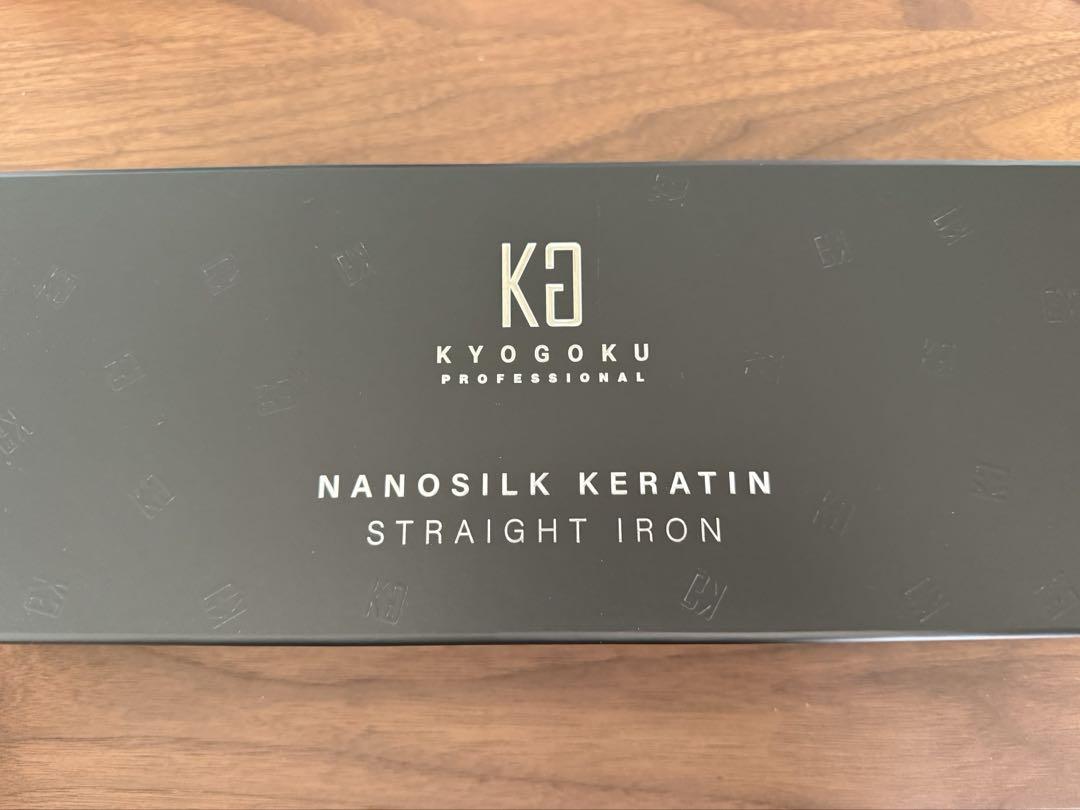 KG
KYOGOKU
PROFESSIONAL
NANOSILK KERATIN
STRAIGHT IRON